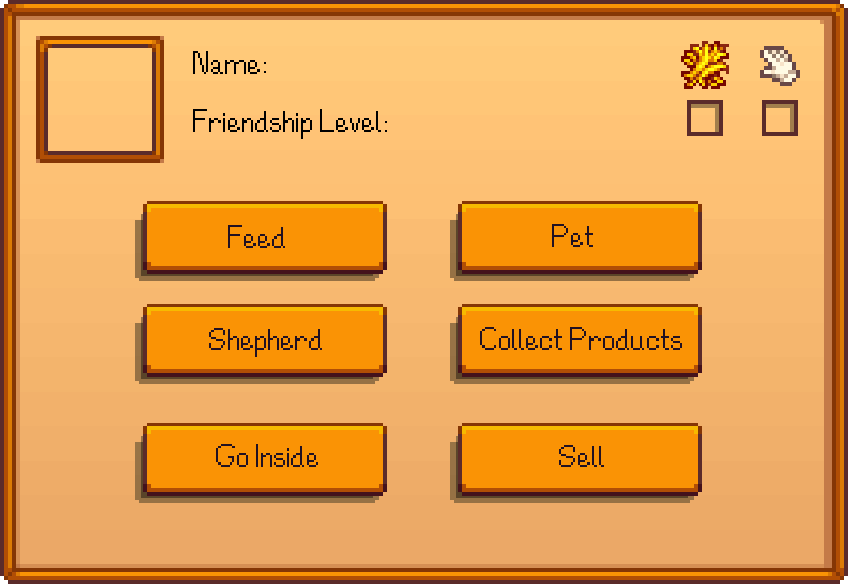 Name:
Friendship Level:
Feed
Pet
Shepherd
Collect Products
Go Inside
Sell